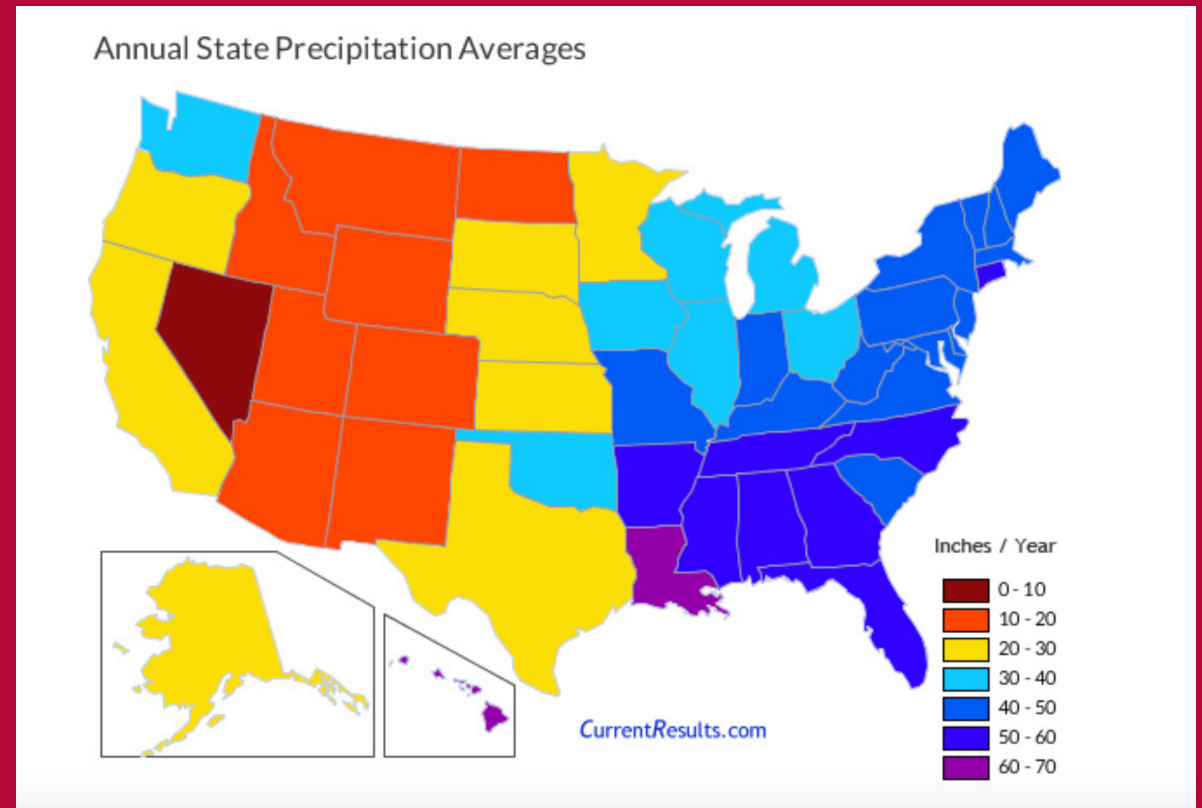 Annual State Precipitation Averages
Inches / Year
0 - 10
10 - 20
20 - 30
30 - 40
40 - 50
50 - 60
60 - 70
CurrentResults.com